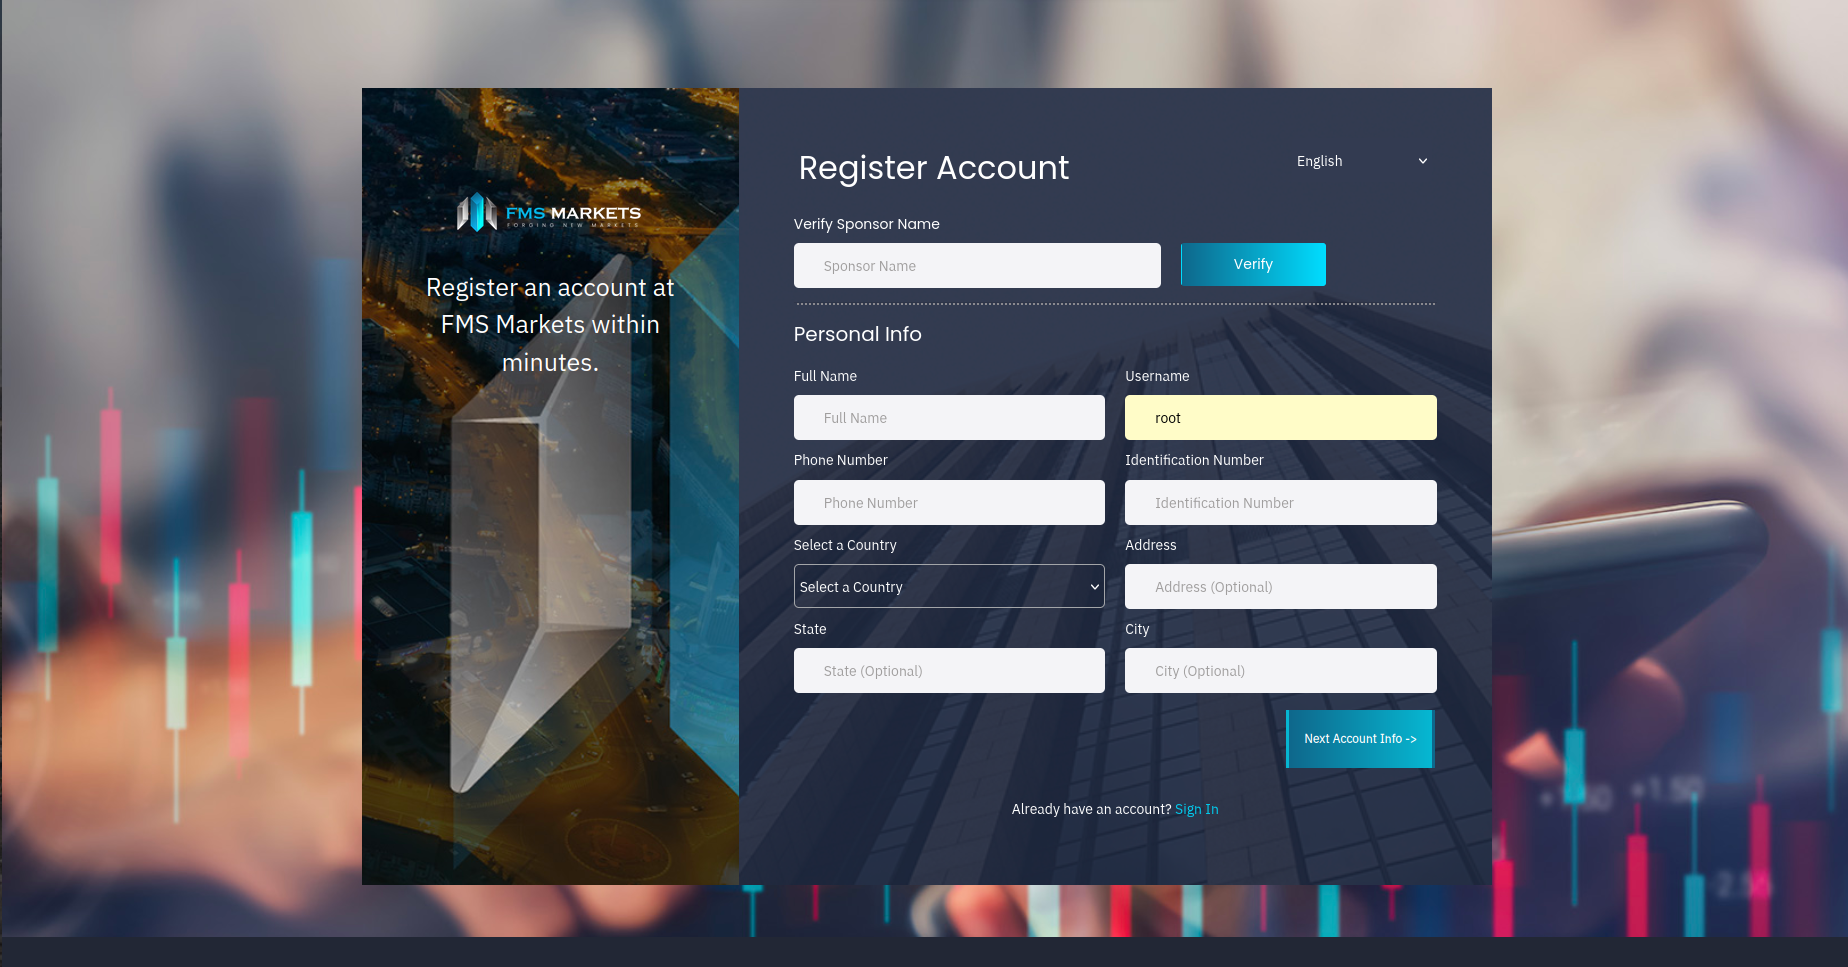 Register Account
English
FMS MARKETS
FORGING NEW MARKETS
Register an account at
FMS Markets within
minutes.
Verify Sponsor Name
Sponsor Name
Verify
Personal Info
Full Name
Username
Full Name
root
Phone Number
Identification Number
Phone Number
Identification Number
Select a Country
Address
Select a Country
Address (Optional)
State
City
State (Optional)
City (Optional)
Next Account Info ->
Already have an account? Sign In
+1.50